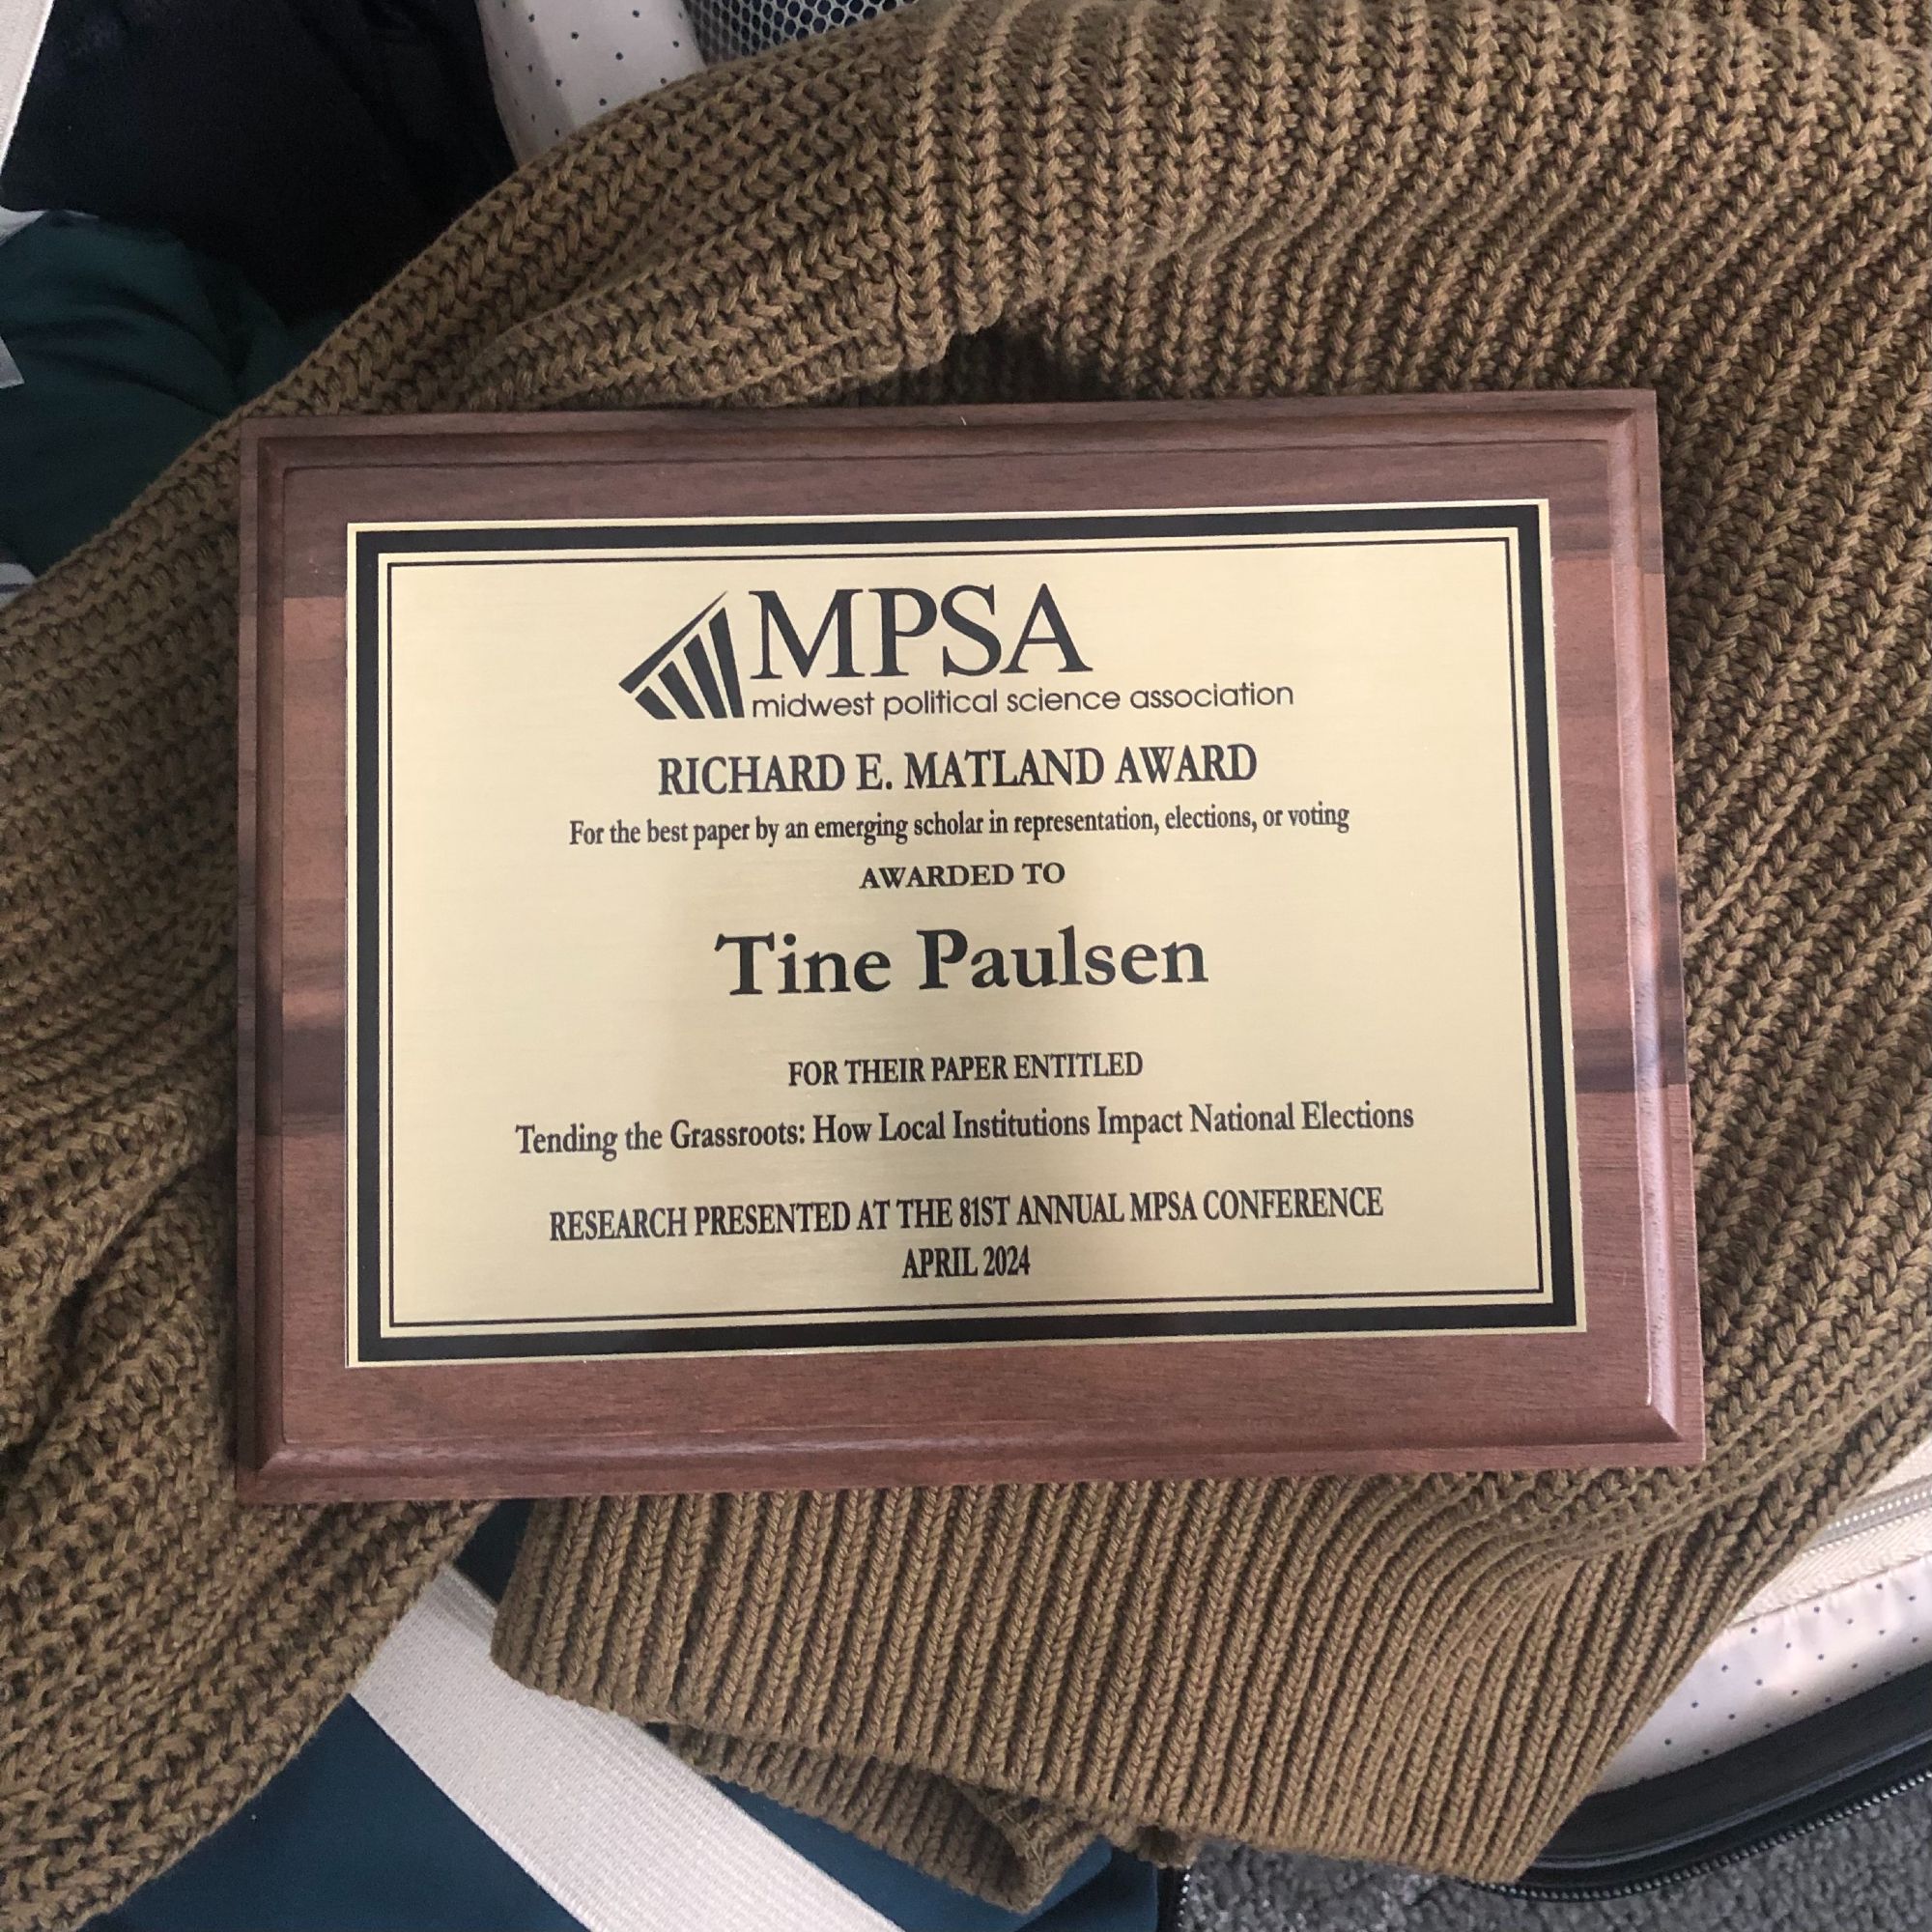 MPSA
midwest political science association
RICHARD E. MATLAND AWARD
For the best paper by an emerging scholar in representation, elections, or voting
AWARDED TO
Tine Paulsen
FOR THEIR PAPER ENTITLED
Tending the Grassroots: How Local Institutions Impact National Elections
RESEARCH PRESENTED AT THE 81ST ANNUAL MPSA CONFERENCE
APRIL 2024